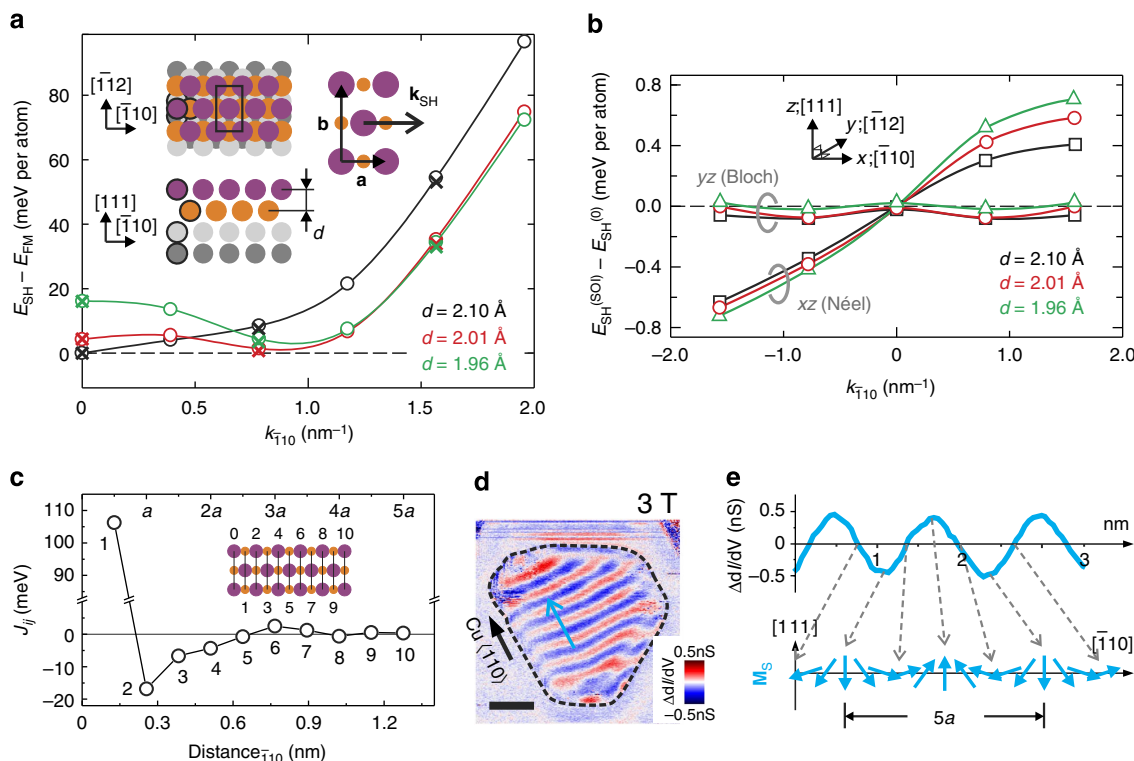 a
E_SH – E_FM (meV per atom)
80
60
40
20
0
0
0.5
1.0
1.5
2.0
k_1̄10 (nm⁻¹)
[1̄1̄2]
[1̄10]
[111]
[1̄10]
d
b
a
k_SH
d = 2.10 Å
d = 2.01 Å
d = 1.96 Å
b
E_SH^(SOI) – E_SH^(0) (meV per atom)
0.8
0.4
0.0
–0.4
–0.8
–2.0
–1.0
0
1.0
2.0
k_1̄10 (nm⁻¹)
z;[111]
y;[1̄1̄2]
x;[1̄10]
yz (Bloch)
xz (Néel)
d = 2.10 Å
d = 2.01 Å
d = 1.96 Å
c
J_ij (meV)
110
100
90
10
0
–10
–20
a 2a 3a 4a 5a
0 2 4 6 8 10
1 3 5 7 9
1
2
3
4
5
6
7
8
9
10
0 0.3 0.6 0.9 1.2
Distance_1̄10 (nm)
d
3 T
Cu ⟨110⟩
0.5nS
ΔdI/dV
–0.5nS
e
ΔdI/dV (nS)
0.5
0
–0.5
nm
1
2
3
[111]
[1̄10]
M_S
5a